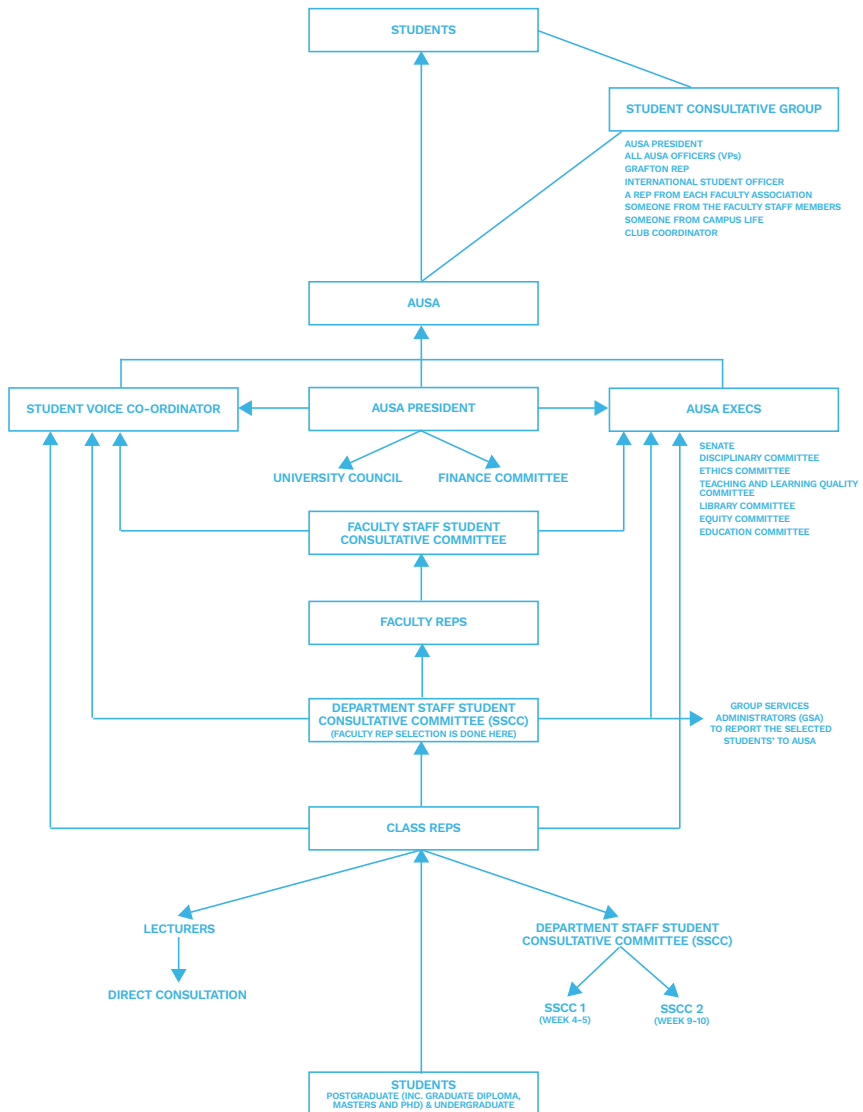 STUDENTS
STUDENT CONSULTATIVE GROUP
AUSA PRESIDENT
ALL AUSA OFFICERS (VPs)
GRAFTON REP
INTERNATIONAL STUDENT OFFICER
A REP FROM EACH FACULTY ASSOCIATION
SOMEONE FROM THE FACULTY STAFF MEMBERS
SOMEONE FROM CAMPUS LIFE
CLUB COORDINATOR
AUSA
STUDENT VOICE CO-ORDINATOR
AUSA PRESIDENT
AUSA EXECS
SENATE
DISCIPLINARY COMMITTEE
ETHICS COMMITTEE
TEACHING AND LEARNING QUALITY
COMMITTEE
LIBRARY COMMITTEE
EQUITY COMMITTEE
EDUCATION COMMITTEE
UNIVERSITY COUNCIL
FINANCE COMMITTEE
FACULTY STAFF STUDENT
CONSULTATIVE COMMITTEE
FACULTY REPS
DEPARTMENT STAFF STUDENT
CONSULTATIVE COMMITTEE (SSCC)
(FACULTY REP SELECTION IS DONE HERE)
GROUP SERVICES
ADMINISTRATORS (GSA)
TO REPORT THE SELECTED
STUDENTS' TO AUSA
CLASS REPS
LECTURERS
DIRECT CONSULTATION
DEPARTMENT STAFF STUDENT
CONSULTATIVE COMMITTEE (SSCC)
SSCC 1
(WEEK 4-5)
SSCC 2
(WEEK 9-10)
STUDENTS
POSTGRADUATE (INC. GRADUATE DIPLOMA,
MASTERS AND PHD) & UNDERGRADUATE